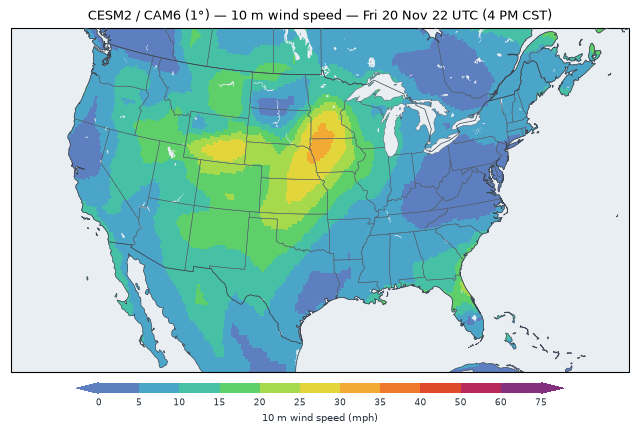 CESM2 / CAM6 (1°) — 10 m wind speed — Fri 20 Nov 22 UTC (4 PM CST)
0 5 10 15 20 25 30 35 40 50 60 75
10 m wind speed (mph)